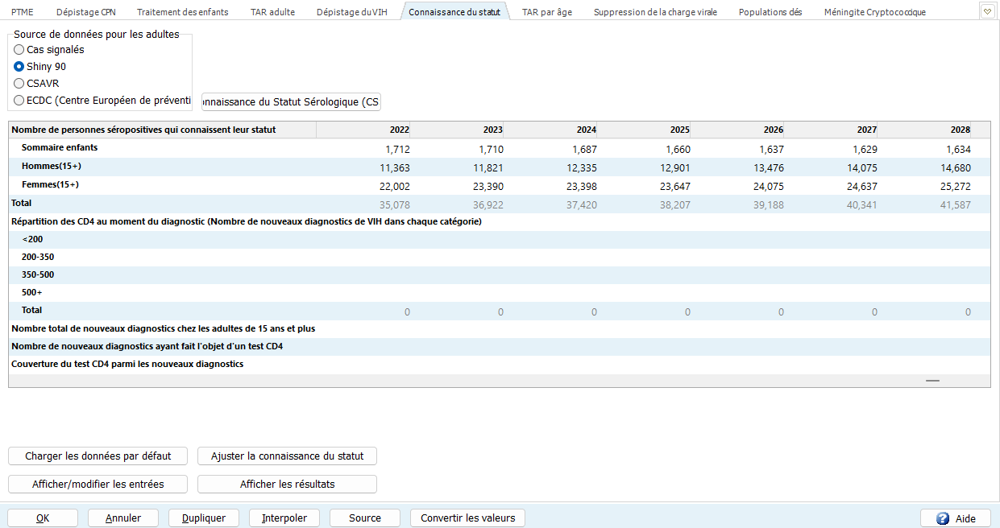 PTME Dépistage CPN Traitement des enfants TAR adulte Dépistage du VIH Connaissance du statut TAR par âge Suppression de la charge virale Populations clés Méningite Cryptococcique
Source de données pour les adultes
Cas signalés
Shiny 90
CSAVR
ECDC (Centre Européen de préventi
onnaissance du Statut Sérologique (CS
Nombre de personnes séropositives qui connaissent leur statut 2022 2023 2024 2025 2026 2027 2028
Sommaire enfants 1,712 1,710 1,687 1,660 1,637 1,629 1,634
Hommes(15+) 11,363 11,821 12,335 12,901 13,476 14,075 14,680
Femmes(15+) 22,002 23,390 23,398 23,647 24,075 24,637 25,272
Total 35,078 36,922 37,420 38,207 39,188 40,341 41,587
Répartition des CD4 au moment du diagnostic (Nombre de nouveaux diagnostics de VIH dans chaque catégorie)
<200
200-350
350-500
500+
Total 0 0 0 0 0 0 0
Nombre total de nouveaux diagnostics chez les adultes de 15 ans et plus
Nombre de nouveaux diagnostics ayant fait l'objet d'un test CD4
Couverture du test CD4 parmi les nouveaux diagnostics
Charger les données par défaut Ajuster la connaissance du statut
Afficher/modifier les entrées Afficher les résultats
OK Annuler Dupliquer Interpoler Source Convertir les valeurs ? Aide